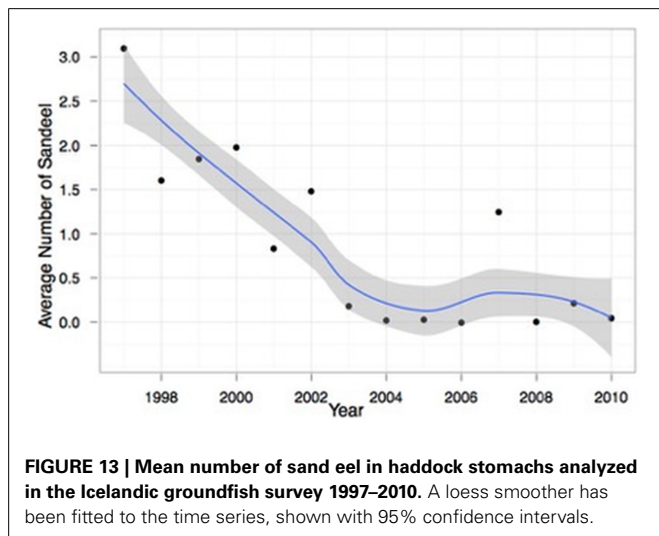 3.0
2.5
2.0
1.5
1.0
0.5
0.0
Average Number of Sandeel
1998 2000 2002 2004 2006 2008 2010
Year
FIGURE 13 | Mean number of sand eel in haddock stomachs analyzed
in the Icelandic groundfish survey 1997–2010. A loess smoother has
been fitted to the time series, shown with 95% confidence intervals.